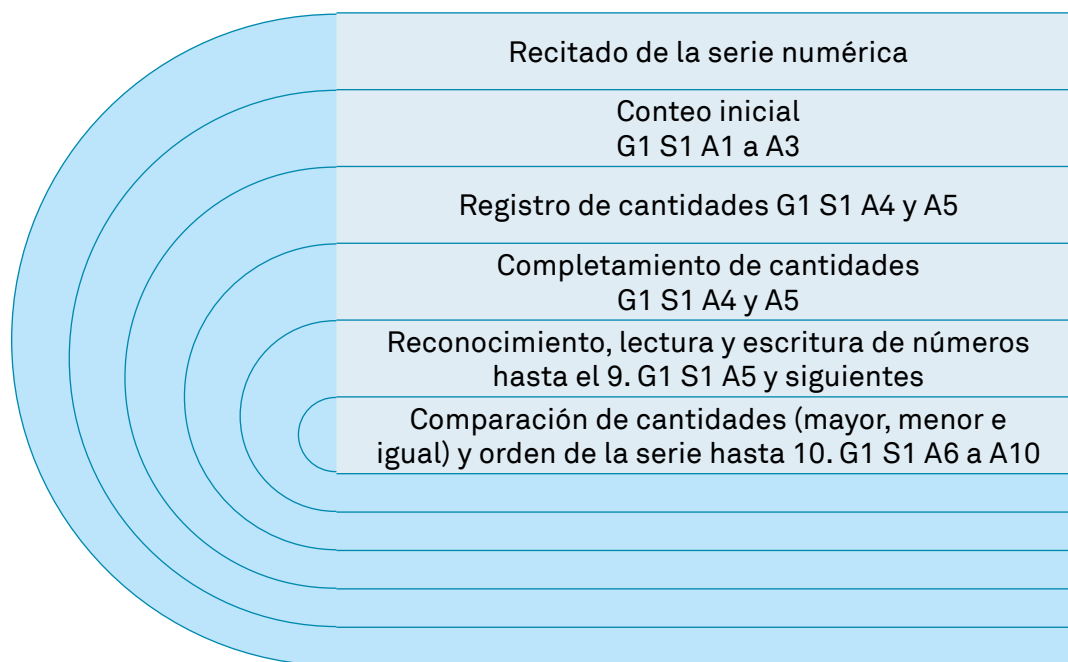 Recitado de la serie numérica
Conteo inicial
G1 S1 A1 a A3
Registro de cantidades G1 S1 A4 y A5
Completamiento de cantidades
G1 S1 A4 y A5
Reconocimiento, lectura y escritura de números
hasta el 9. G1 S1 A5 y siguientes
Comparación de cantidades (mayor, menor e
igual) y orden de la serie hasta 10. G1 S1 A6 a A10